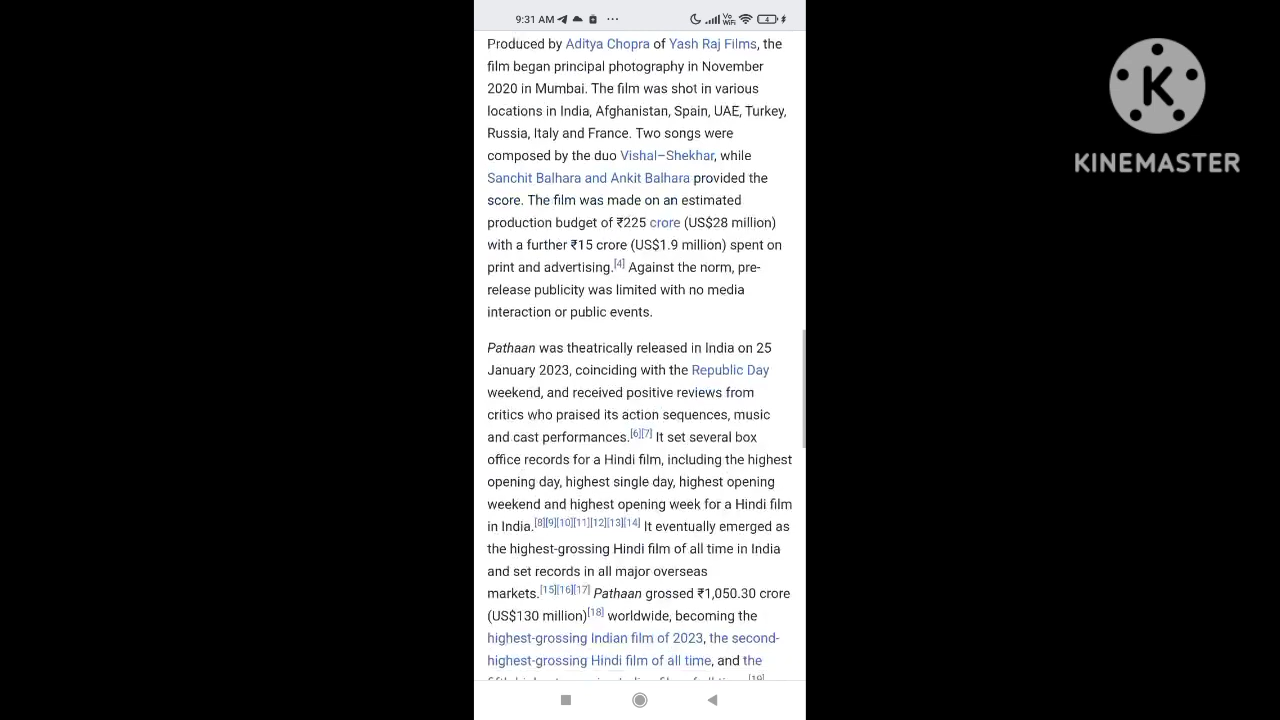 9:31 AM ... Vo WiFi 4
Produced by Aditya Chopra of Yash Raj Films, the
film began principal photography in November
2020 in Mumbai. The film was shot in various
locations in India, Afghanistan, Spain, UAE, Turkey,
Russia, Italy and France. Two songs were
composed by the duo Vishal–Shekhar, while
Sanchit Balhara and Ankit Balhara provided the
score. The film was made on an estimated
production budget of ₹225 crore (US$28 million)
with a further ₹15 crore (US$1.9 million) spent on
print and advertising.[4] Against the norm, pre-
release publicity was limited with no media
interaction or public events.
Pathaan was theatrically released in India on 25
January 2023, coinciding with the Republic Day
weekend, and received positive reviews from
critics who praised its action sequences, music
and cast performances.[6][7] It set several box
office records for a Hindi film, including the highest
opening day, highest single day, highest opening
weekend and highest opening week for a Hindi film
in India.[8][9][10][11][12][13][14] It eventually emerged as
the highest-grossing Hindi film of all time in India
and set records in all major overseas
markets.[15][16][17] Pathaan grossed ₹1,050.30 crore
(US$130 million)[18] worldwide, becoming the
highest-grossing Indian film of 2023, the second-
highest-grossing Hindi film of all time, and the
[19]
K
KINEMASTER